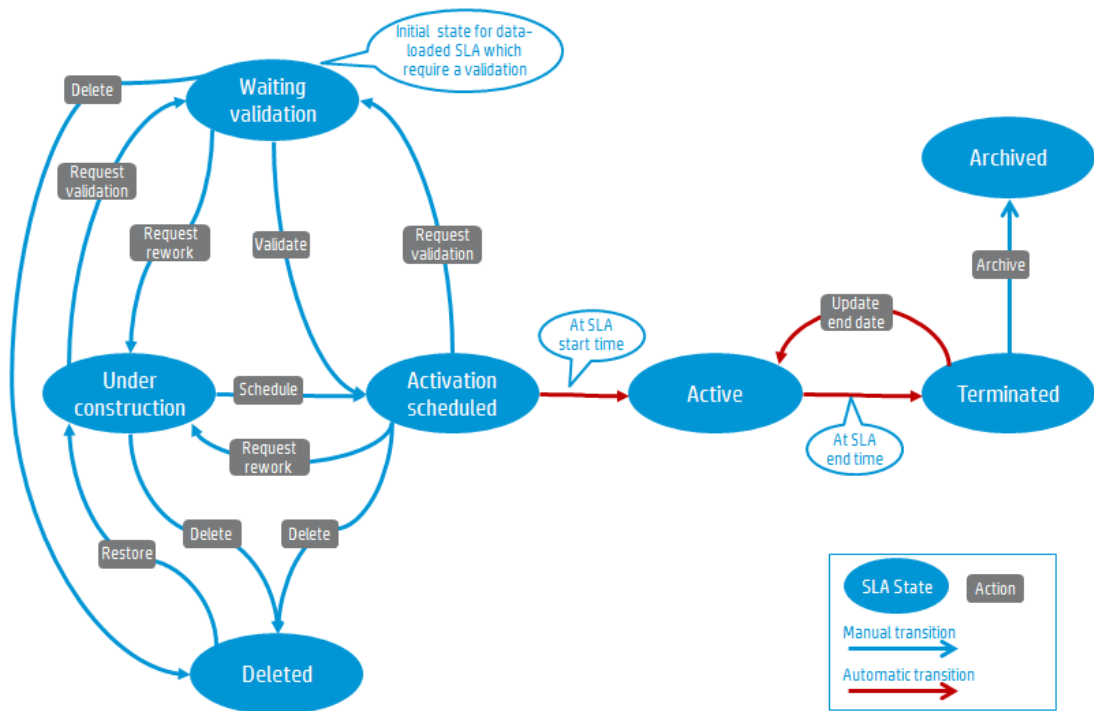 Initial state for data-
loaded SLA which
require a validation
Waiting
validation
Delete
Archived
Request
validation
Request
rework
Validate
Request
validation
Archive
Update
end date
At SLA
start time
Under
construction
Schedule
Activation
scheduled
Active
Terminated
Request
rework
At SLA
end time
Delete
Delete
Restore
Deleted
SLA State
Action
Manual transition
Automatic transition